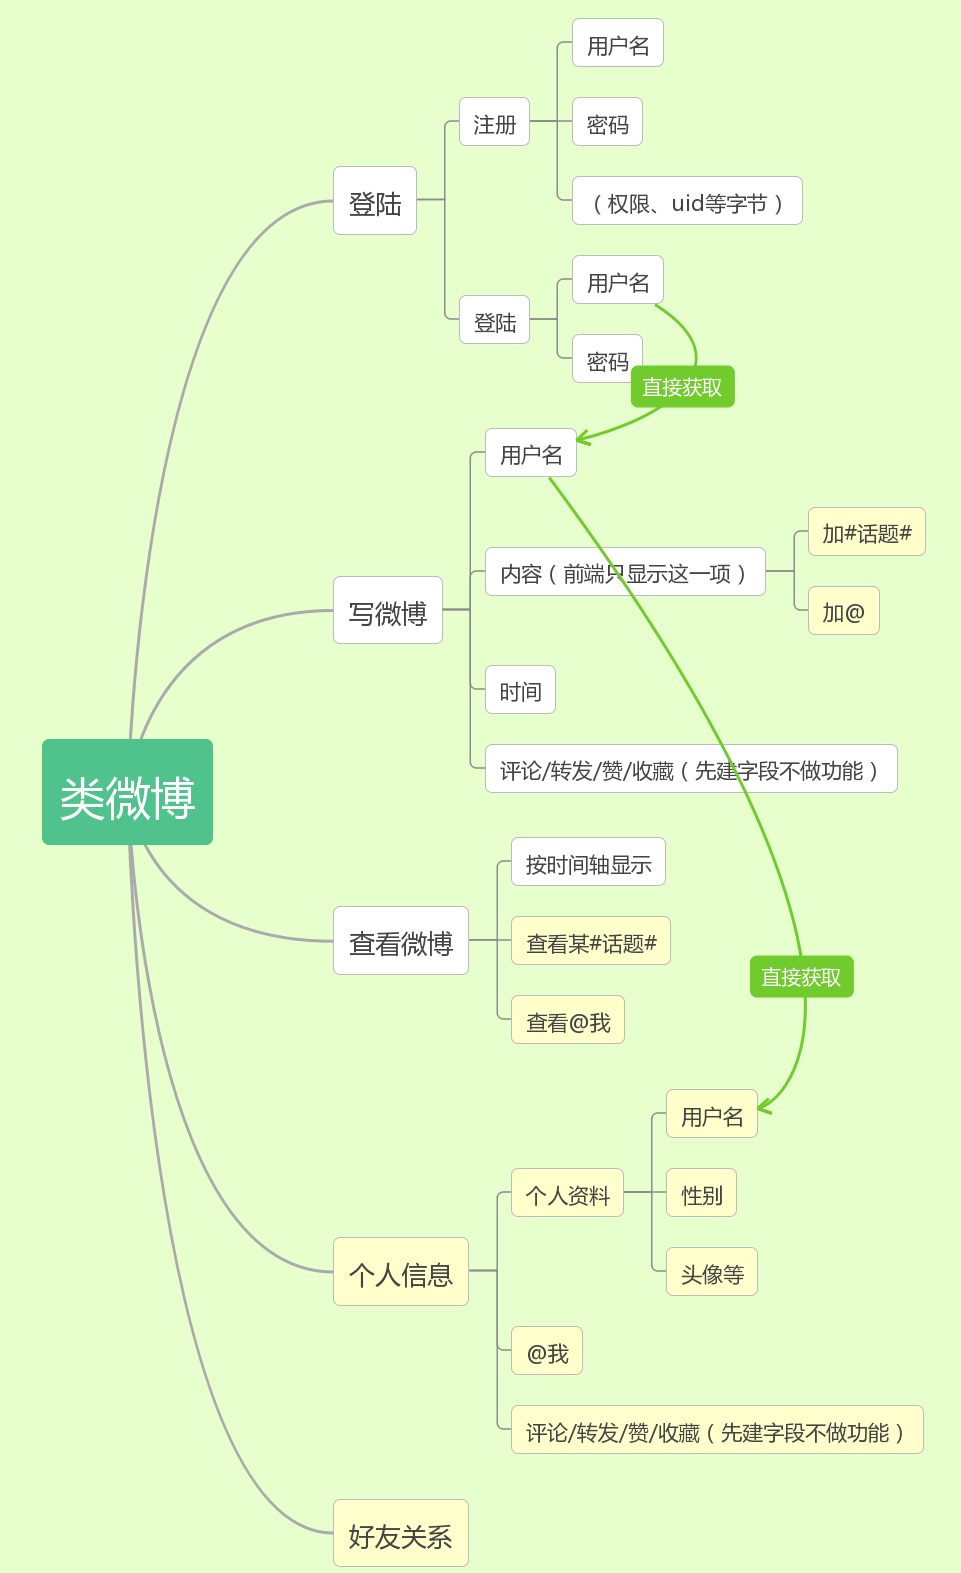 类微博
登陆
注册
用户名
密码
（权限、uid等字节）
登陆
用户名
密码
直接获取
写微博
用户名
内容（前端只显示这一项）
加#话题#
加@
时间
评论/转发/赞/收藏（先建字段不做功能）
查看微博
按时间轴显示
查看某#话题#
查看@我
直接获取
个人信息
个人资料
用户名
性别
头像等
@我
评论/转发/赞/收藏（先建字段不做功能）
好友关系